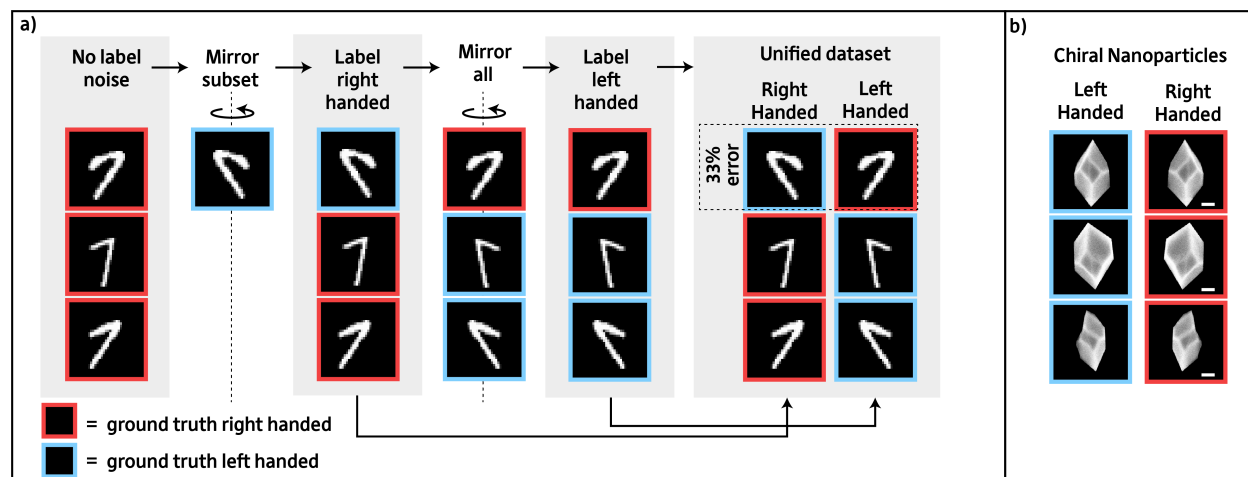 a)
No label
noise
Mirror
subset
Label
right
handed
Mirror
all
Label
left
handed
Unified dataset
Right
Handed
Left
Handed
33%
error
= ground truth right handed
= ground truth left handed
b)
Chiral Nanoparticles
Left
Handed
Right
Handed